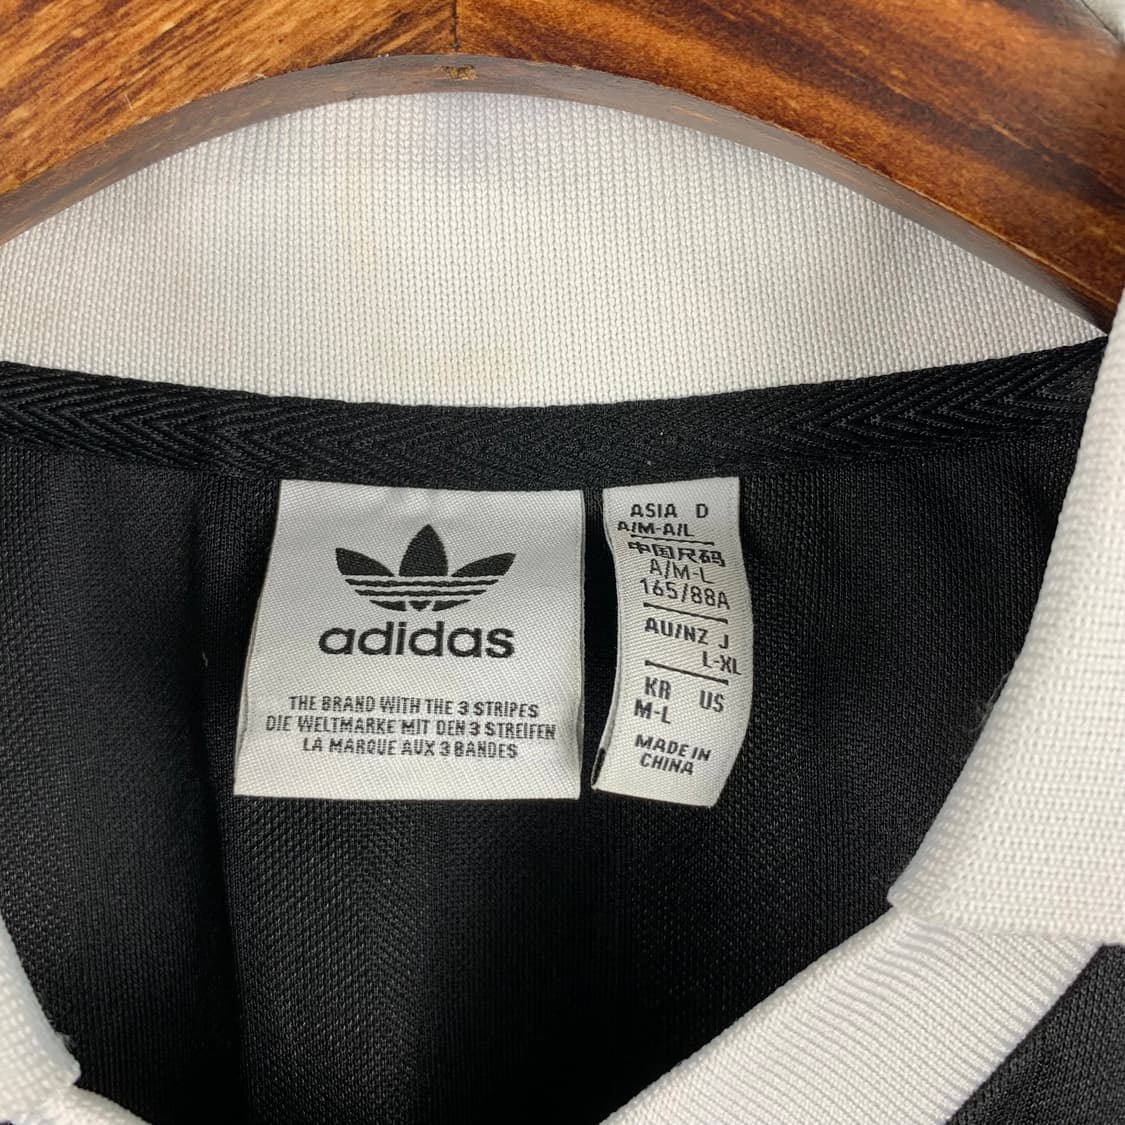 adidas
THE BRAND WITH THE 3 STRIPES
DIE WELTMARKE MIT DEN 3 STREIFEN
LA MARQUE AUX 3 BANDES
ASIA D
A/M-A/L
中国尺码
A/M-L
165/88A
AU/NZ J
L-XL
KR US
M-L
MADE IN
CHINA